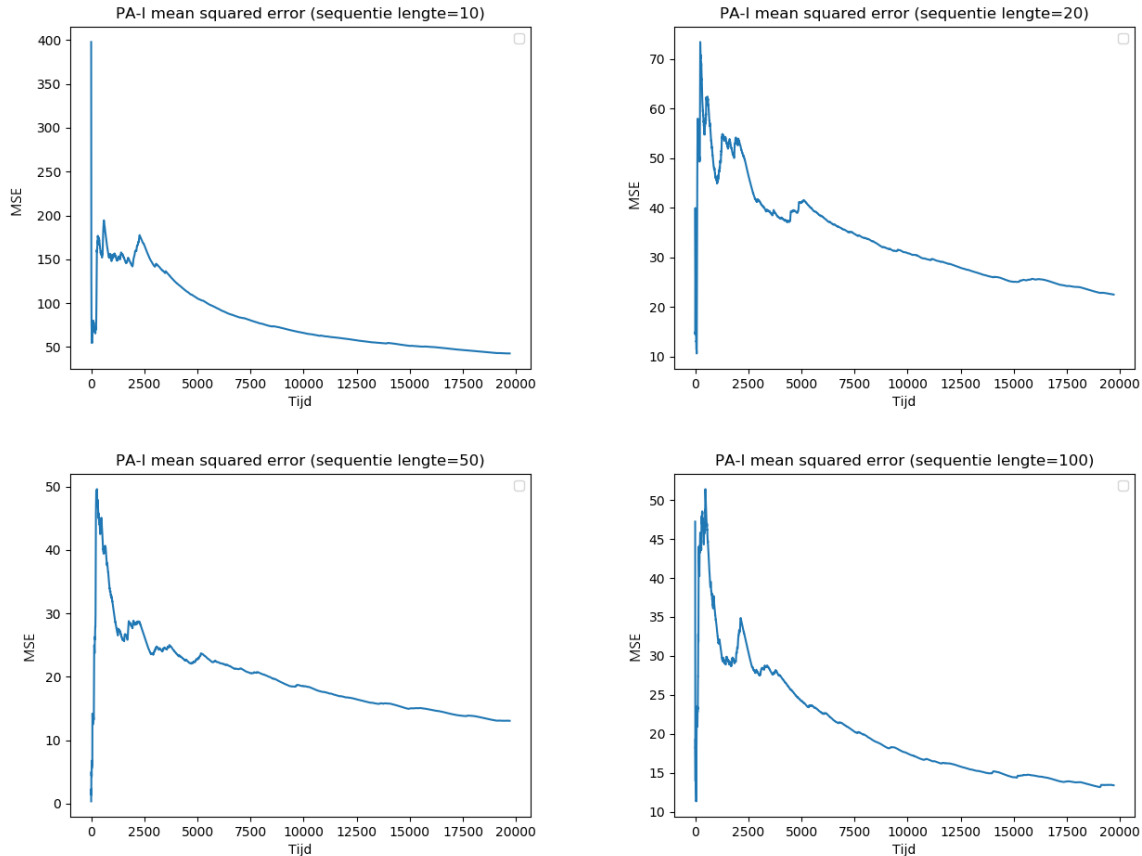 PA-I mean squared error (sequentie lengte=10)
400
350
300
250
200
150
100
50
MSE
0 2500 5000 7500 10000 12500 15000 17500 20000
Tijd
PA-I mean squared error (sequentie lengte=20)
70
60
50
40
30
20
10
MSE
0 2500 5000 7500 10000 12500 15000 17500 20000
Tijd
PA-I mean squared error (sequentie lengte=50)
50
40
30
20
10
0
MSE
0 2500 5000 7500 10000 12500 15000 17500 20000
Tijd
PA-I mean squared error (sequentie lengte=100)
50
45
40
35
30
25
20
15
10
MSE
0 2500 5000 7500 10000 12500 15000 17500 20000
Tijd